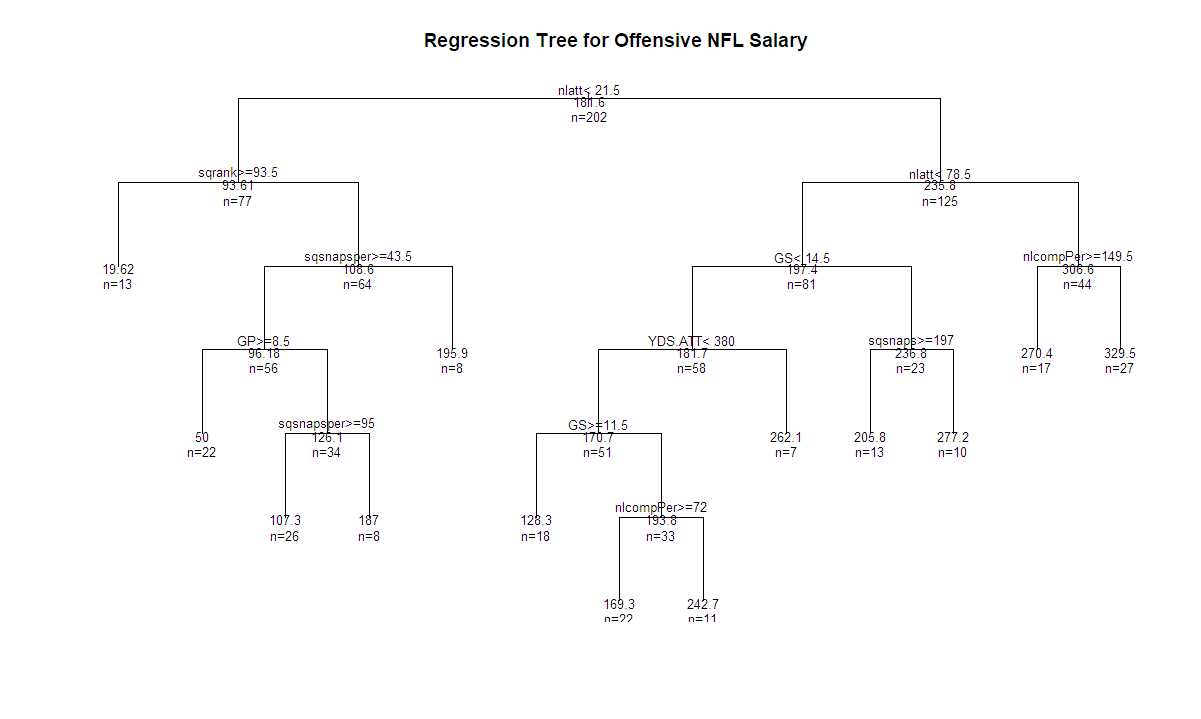 Regression Tree for Offensive NFL Salary
nlatt< 21.5
181.6
n=202
sqrank>=93.5
93.61
n=77
nlatt< 78.5
235.8
n=125
19.62
n=13
sqsnapsper>=43.5
108.6
n=64
GS< 14.5
197.4
n=81
nlcompPer>=149.5
306.6
n=44
GP>=8.5
96.18
n=56
195.9
n=8
YDS.ATT< 380
181.7
n=58
sqsnaps>=197
236.8
n=23
270.4
n=17
329.5
n=27
50
n=22
sqsnapsper>=95
126.1
n=34
GS>=11.5
170.7
n=51
262.1
n=7
205.8
n=13
277.2
n=10
107.3
n=26
187
n=8
128.3
n=18
nlcompPer>=72
193.8
n=33
169.3
n=22
242.7
n=11